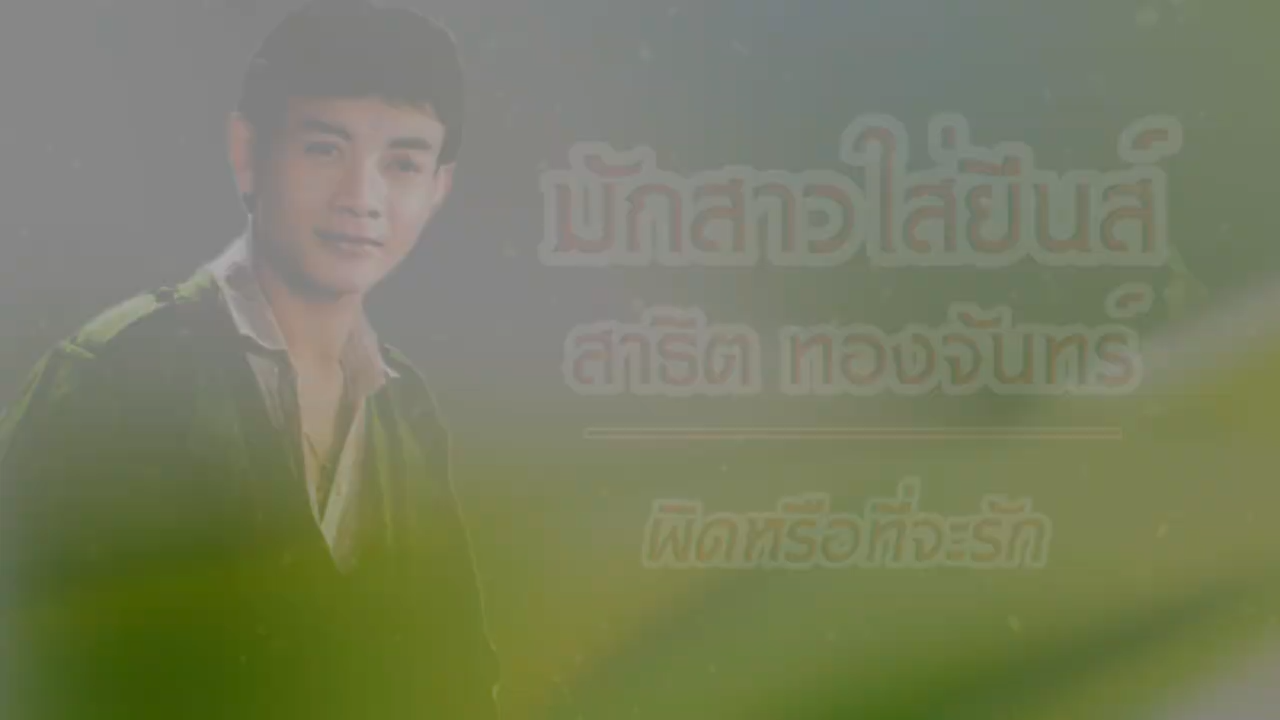 มักสาวใส่ยีนส์
สาธิต ทองจันทร์
ผิดหรือที่จะรัก